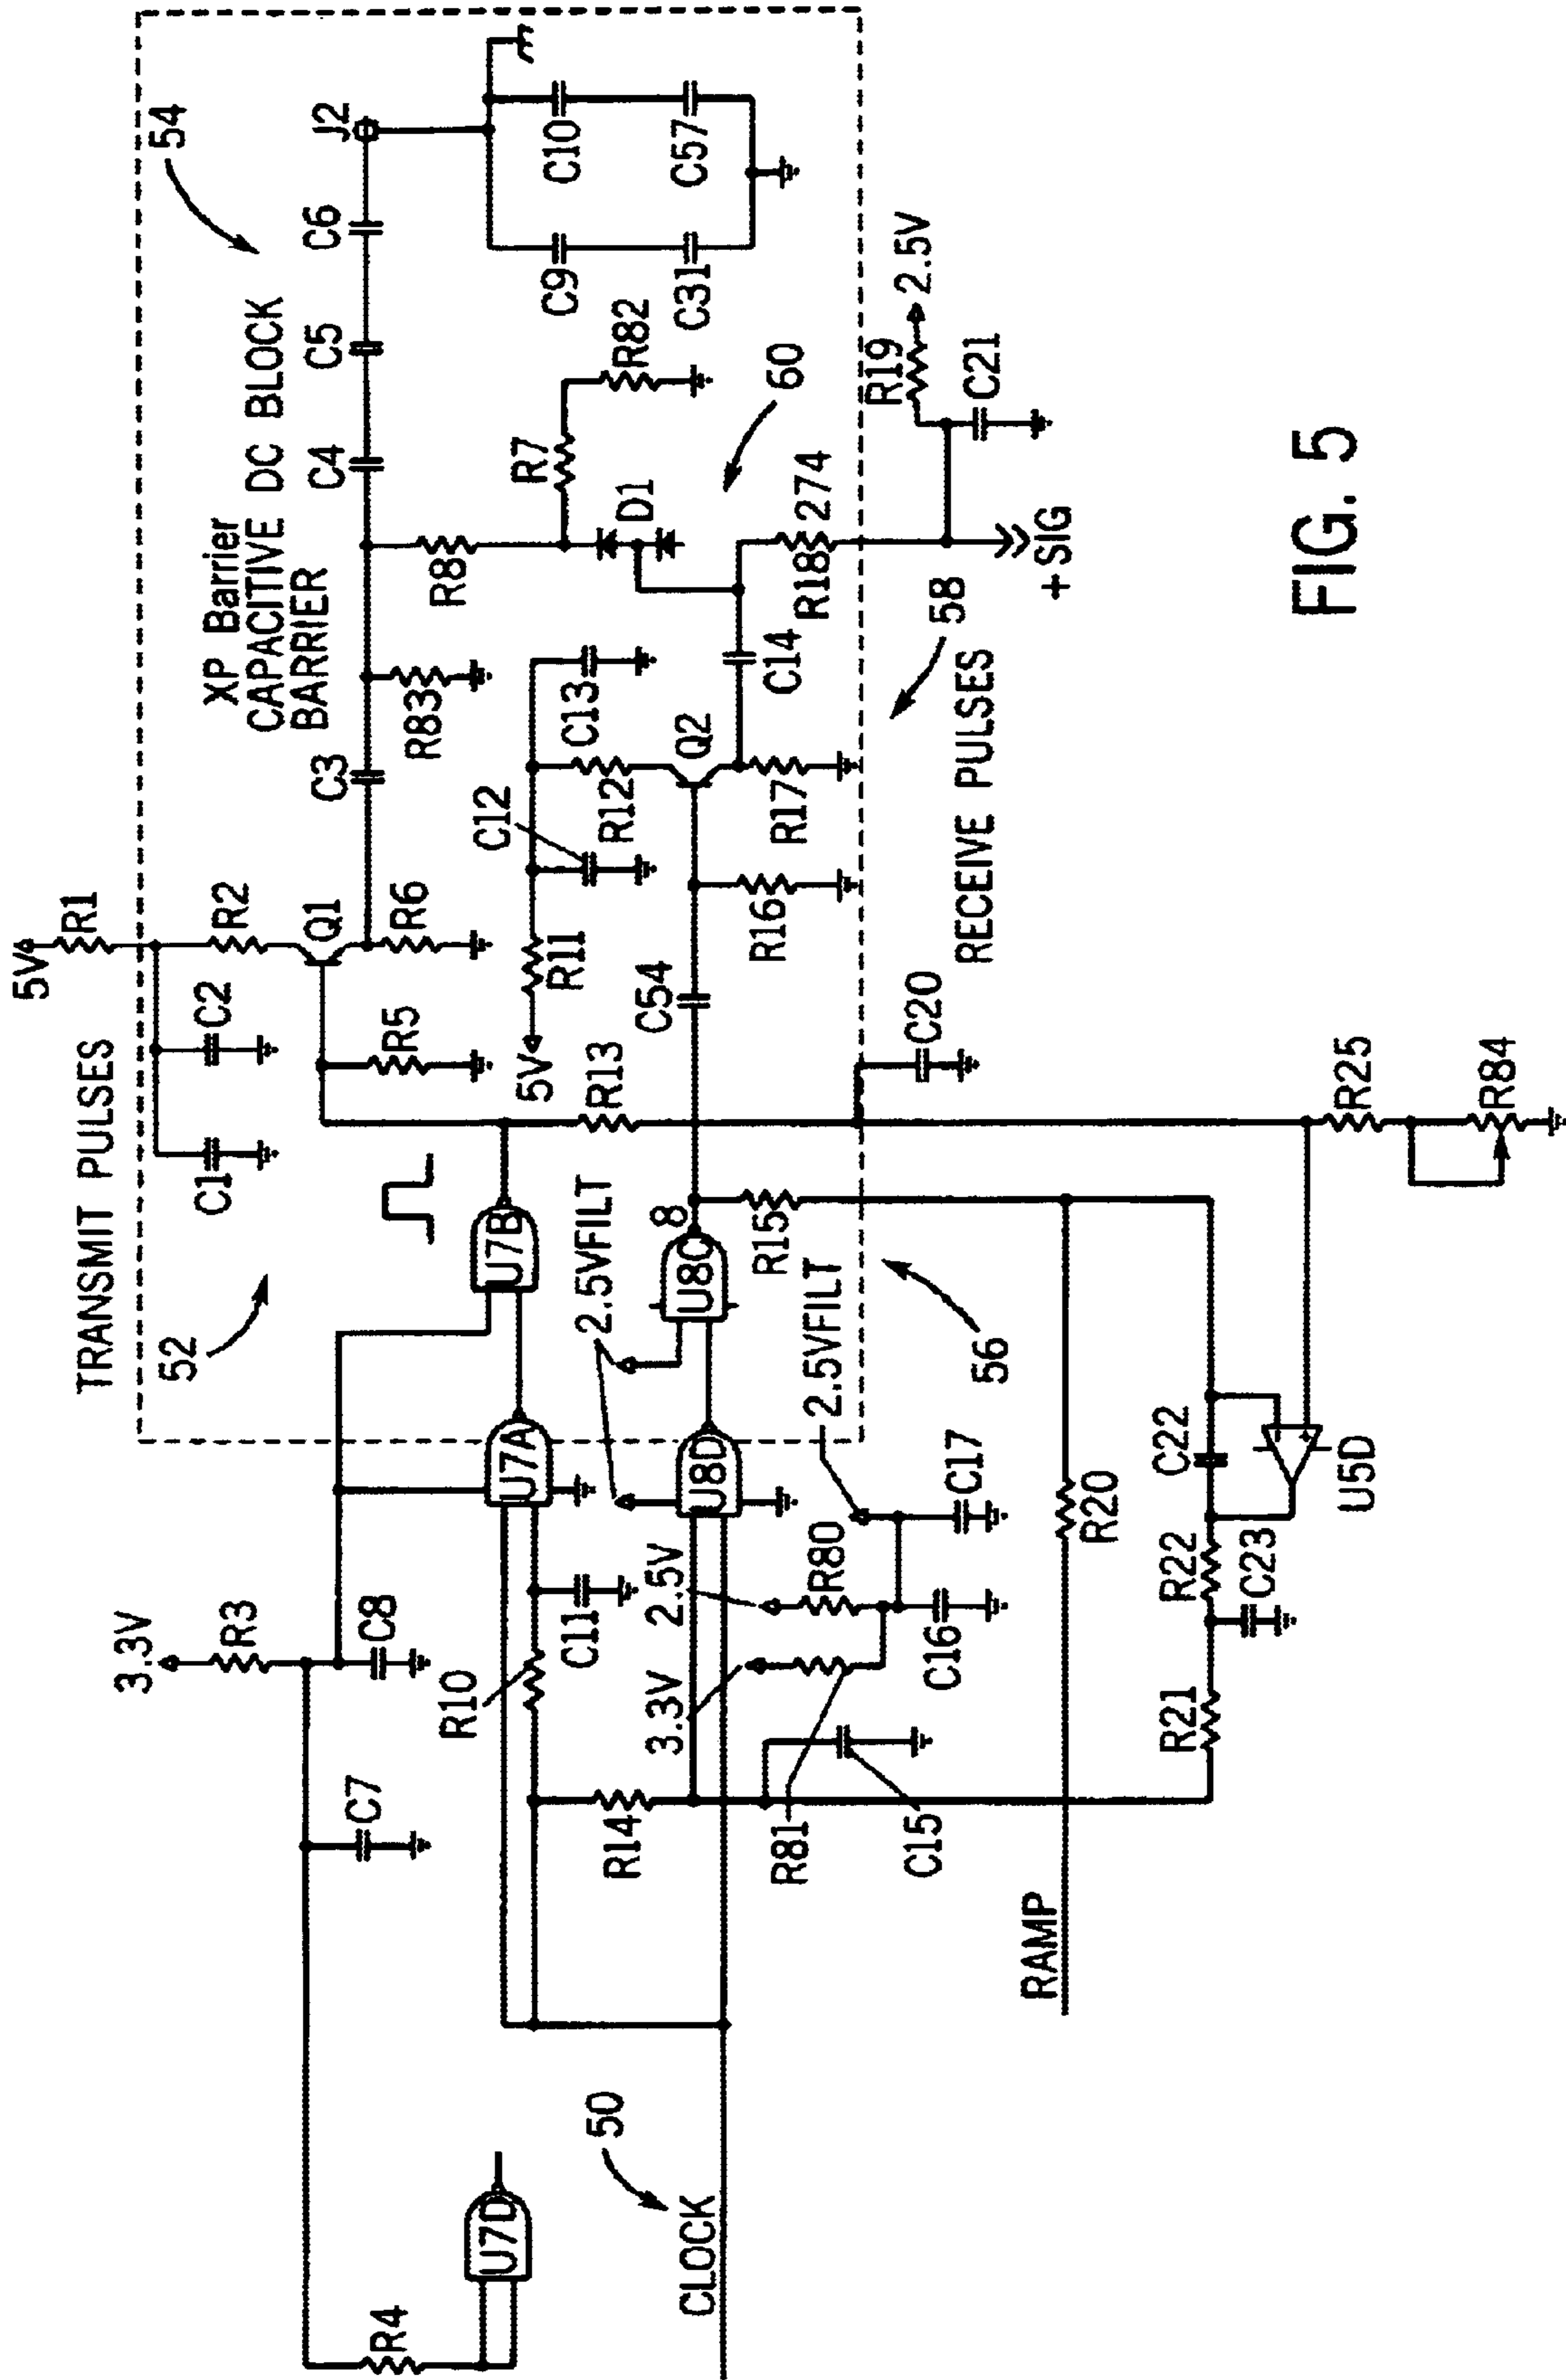 TRANSMIT PULSES
5V
R1
54
52
C1
C2
R2
Q1
XP Barrier
CAPACITIVE DC BLOCK
BARRIER
J2
3.3V
R3
C8
C7
R4
U7D
U7A
U7B
R5
R6
C3
R83
C4
C5
C6
R8
R7
R82
C9
C10
C31
C57
D1
60
5V
R11
C12
R12
C13
Q2
C14
R17
R16
C54
R13
R10
C11
2.5VFILT
U8D
U8C
8
R15
R18
274
R19
2.5V
C21
+SIG
58
RECEIVE PULSES
C20
56
2.5VFILT
2.5V
R80
3.3V
R81
C16
C17
C15
R14
50
CLOCK
RAMP
R20
R21
R22
C23
C22
U5D
R25
R84
FIG. 5